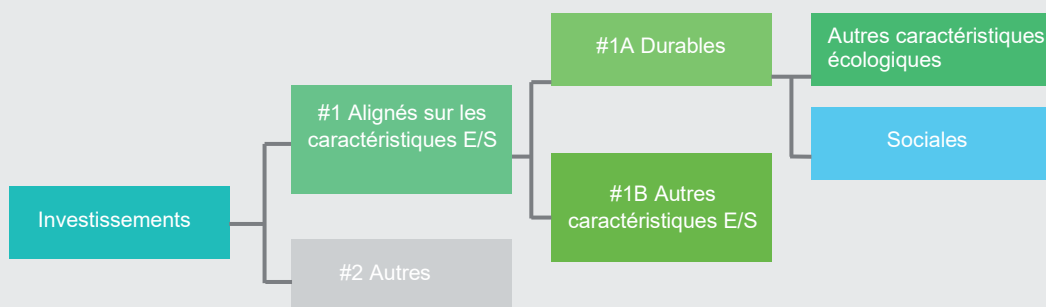 #1A Durables
Autres caractéristiques
écologiques
#1 Alignés sur les
caractéristiques E/S
Sociales
#1B Autres
caractéristiques E/S
Investissements
#2 Autres